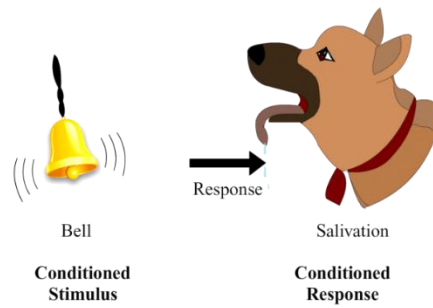 Response
Bell
Salivation
Conditioned
Stimulus
Conditioned
Response